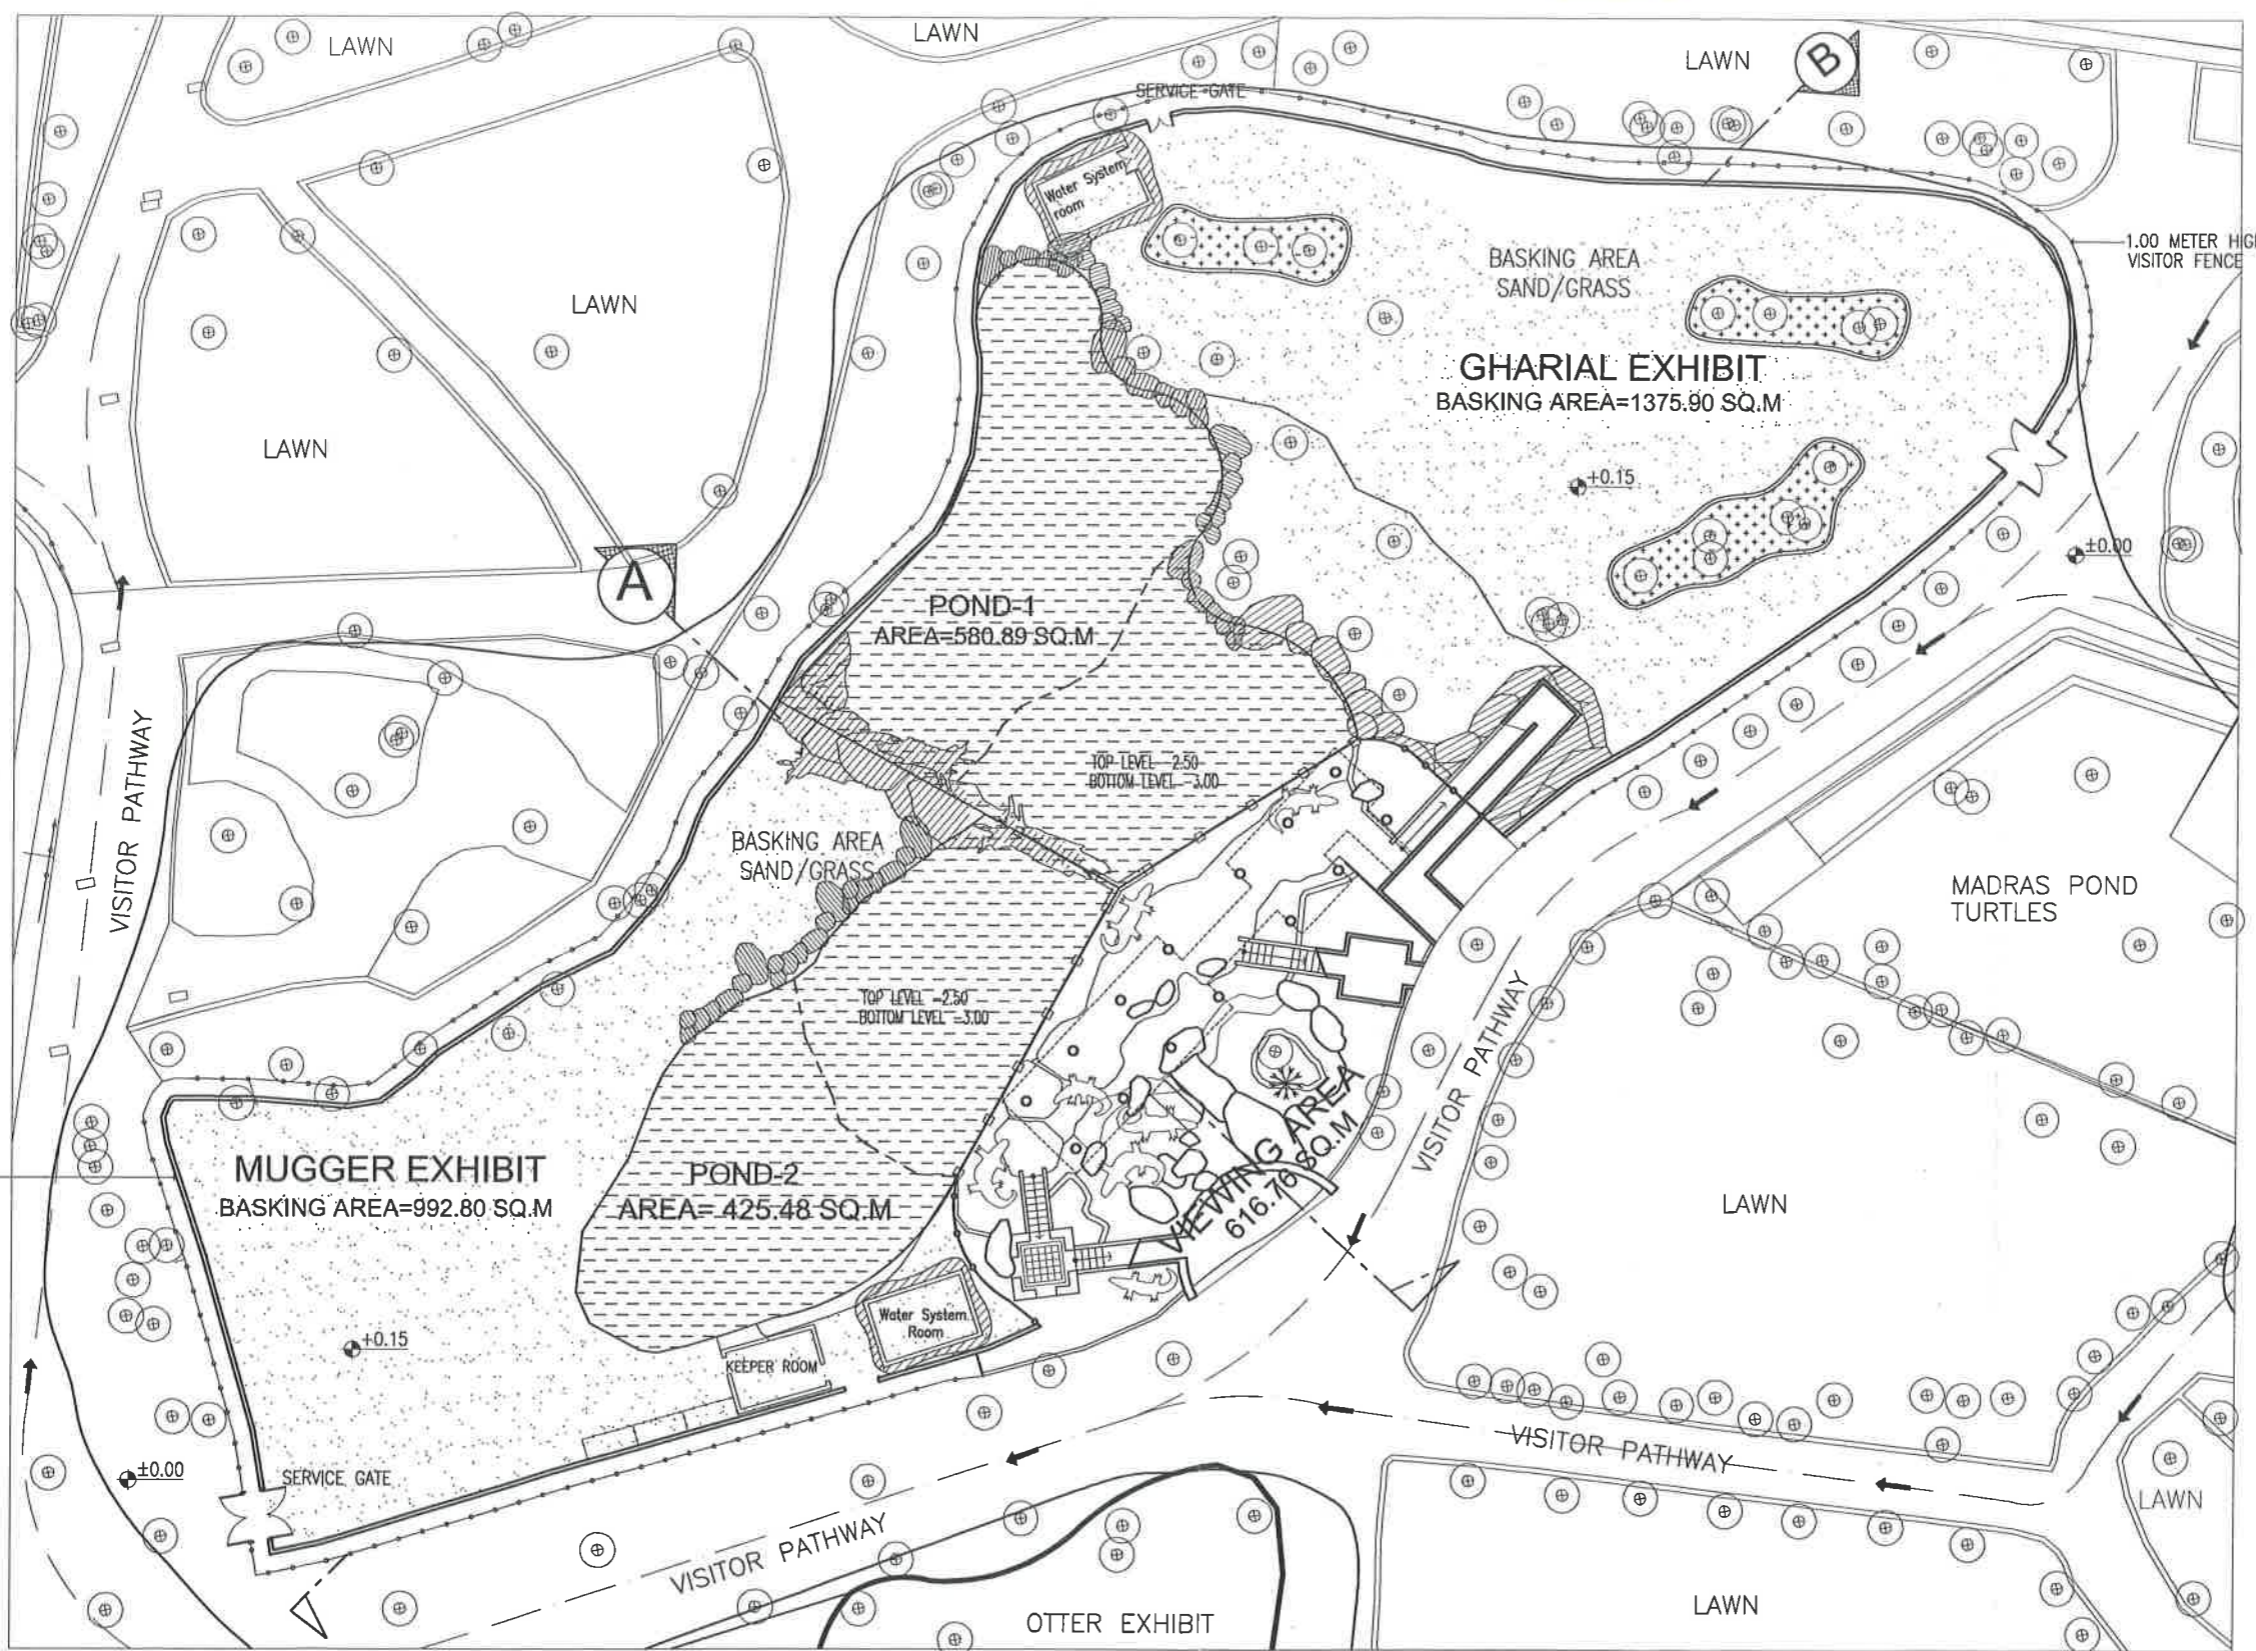 LAWN
LAWN
LAWN
B
SERVICE GATE
Water System
room
BASKING AREA
SAND/GRASS
1.00 METER HIG
VISITOR FENCE
LAWN
GHARIAL EXHIBIT
BASKING AREA=1375.90 SQ.M
LAWN
+0.15
±0.00
A
POND-1
AREA=580.89 SQ.M
VISITOR PATHWAY
TOP LEVEL -2.50
BOTTOM LEVEL -3.00
BASKING AREA
SAND/GRASS
MADRAS POND
TURTLES
TOP LEVEL -2.50
BOTTOM LEVEL -3.00
VISITOR PATHWAY
MUGGER EXHIBIT
BASKING AREA=992.80 SQ.M
POND-2
AREA= 425.48 SQ.M
VIEWING AREA
616.76 SQ.M
LAWN
Water System
Room
+0.15
KEEPER ROOM
±0.00
SERVICE GATE
VISITOR PATHWAY
LAWN
VISITOR PATHWAY
OTTER EXHIBIT
LAWN